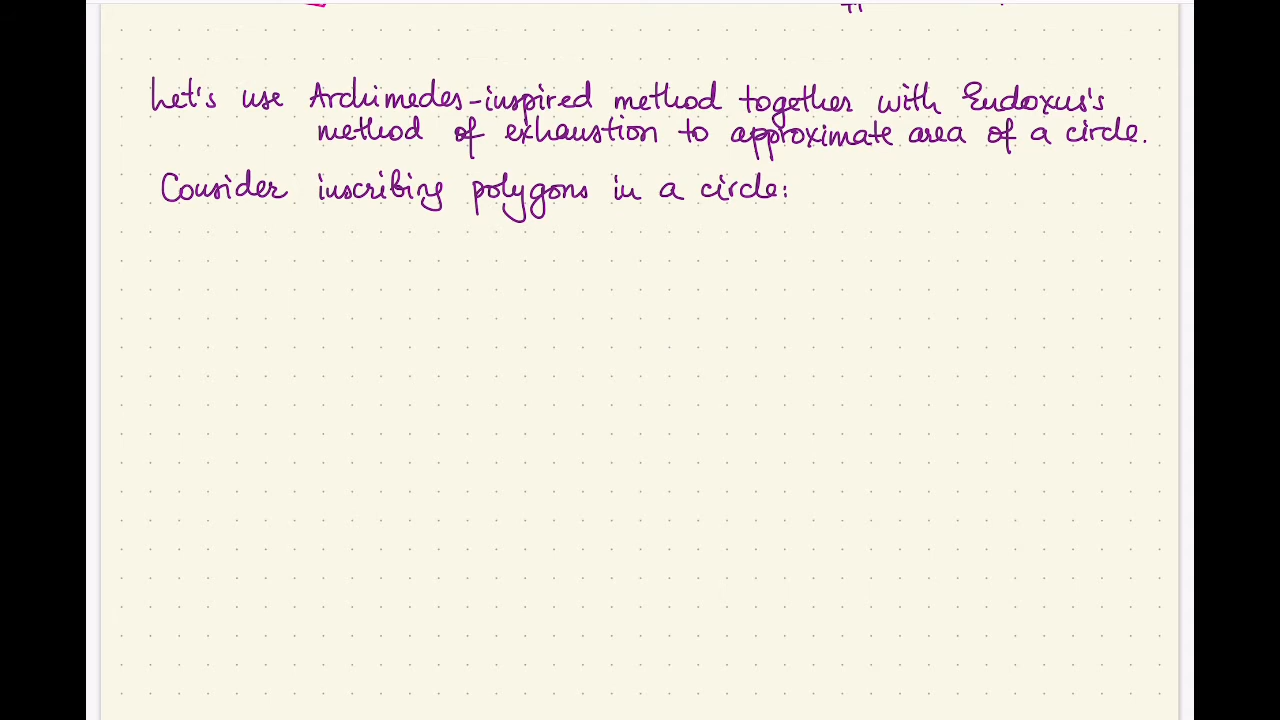 Let's use Archimedes-inspired method together with Eudoxus's
method of exhaustion to approximate area of a circle.
Consider inscribing polygons in a circle: